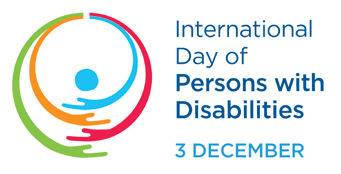 International
Day of
Persons with
Disabilities
3 DECEMBER